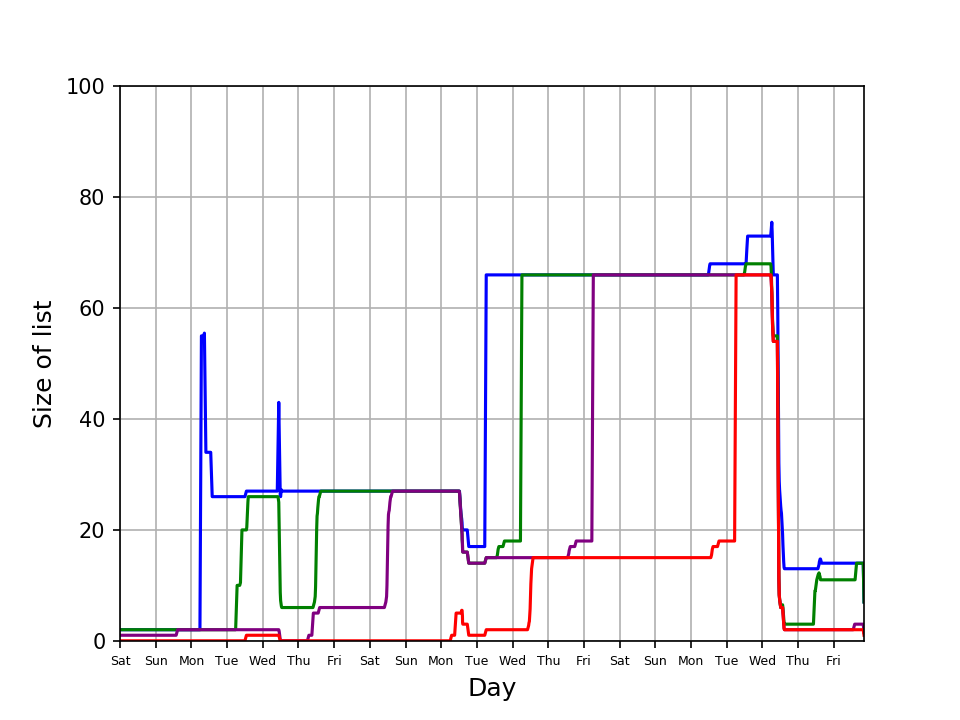 100
80
60
40
20
0
Size of list
Sat Sun Mon Tue Wed Thu Fri Sat Sun Mon Tue Wed Thu Fri Sat Sun Mon Tue Wed Thu Fri
Day